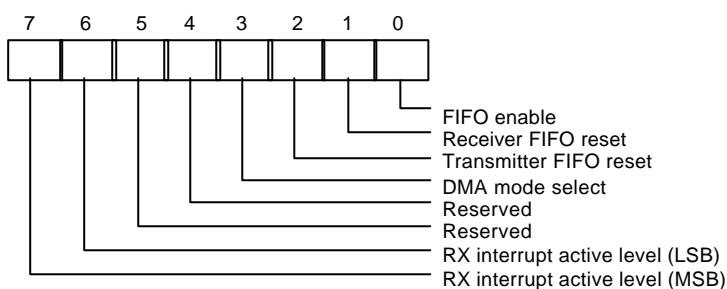 7 6 5 4 3 2 1 0
FIFO enable
Receiver FIFO reset
Transmitter FIFO reset
DMA mode select
Reserved
Reserved
RX interrupt active level (LSB)
RX interrupt active level (MSB)